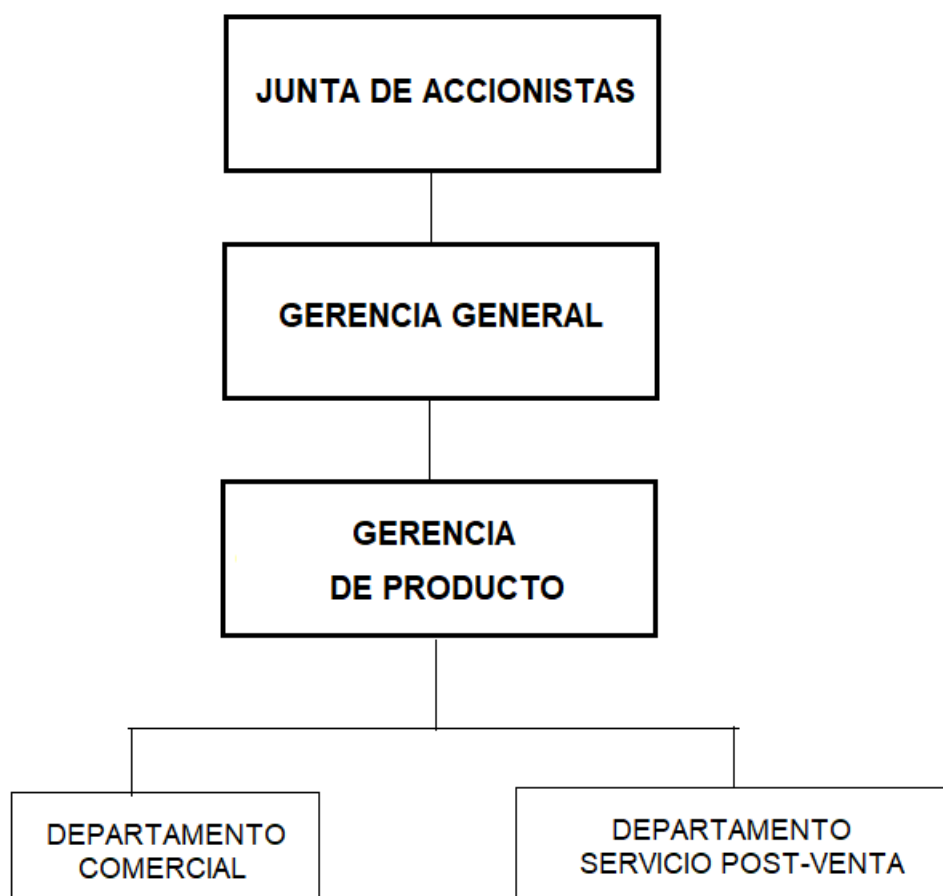 JUNTA DE ACCIONISTAS
GERENCIA GENERAL
GERENCIA
DE PRODUCTO
DEPARTAMENTO
COMERCIAL
DEPARTAMENTO
SERVICIO POST-VENTA